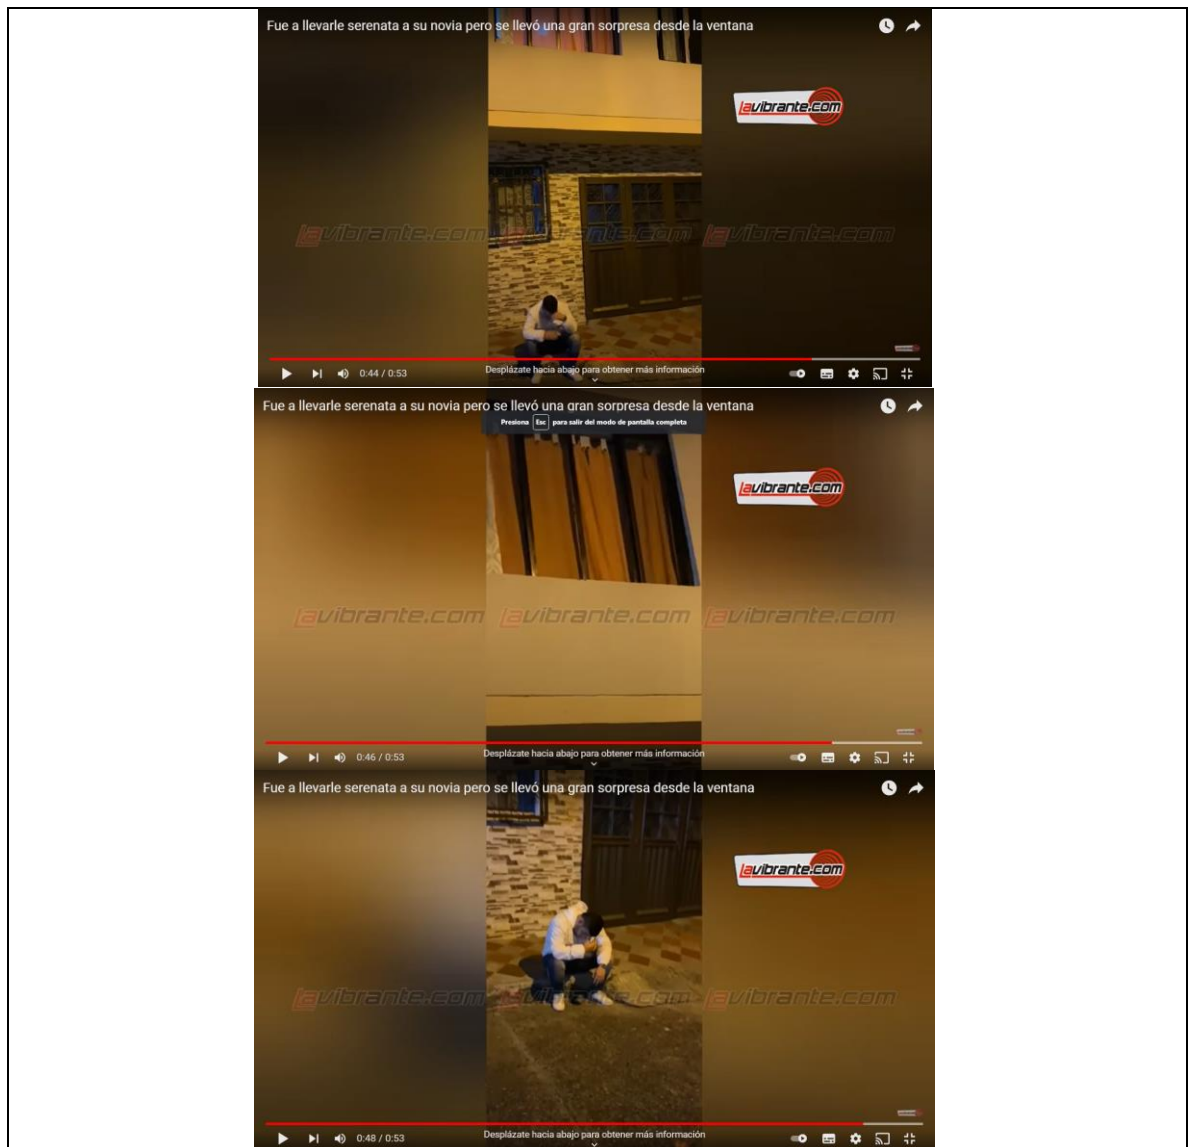 Fue a llevarle serenata a su novia pero se llevó una gran sorpresa desde la ventana
lavibrante.com
lavibrante.com lavibrante.com lavibrante.com
0:44 / 0:53
Desplázate hacia abajo para obtener más información
Fue a llevarle serenata a su novia pero se llevó una gran sorpresa desde la ventana
Presiona Esc para salir del modo de pantalla completa
lavibrante.com
lavibrante.com lavibrante.com lavibrante.com
0:46 / 0:53
Desplázate hacia abajo para obtener más información
Fue a llevarle serenata a su novia pero se llevó una gran sorpresa desde la ventana
lavibrante.com
lavibrante.com lavibrante.com lavibrante.com
0:48 / 0:53
Desplázate hacia abajo para obtener más información